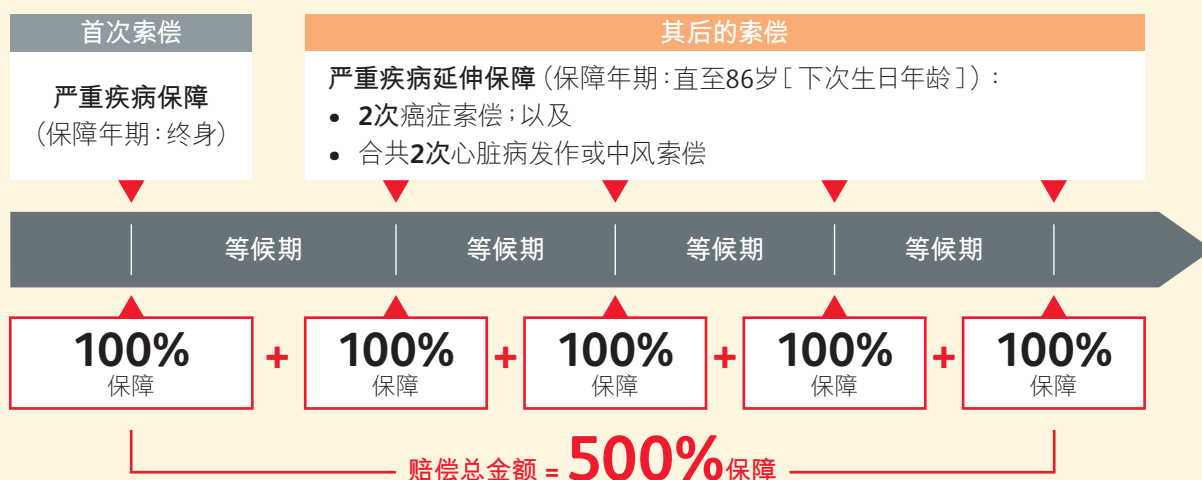 首次索偿
其后的索偿
严重疾病保障
（保障年期：终身）
严重疾病延伸保障（保障年期：直至86岁［下次生日年龄］）：
• 2次癌症索偿；以及
• 合共2次心脏病发作或中风索偿
等候期 等候期 等候期 等候期
100% + 100% + 100% + 100% + 100%
保障 保障 保障 保障 保障
赔偿总金额 = 500%保障